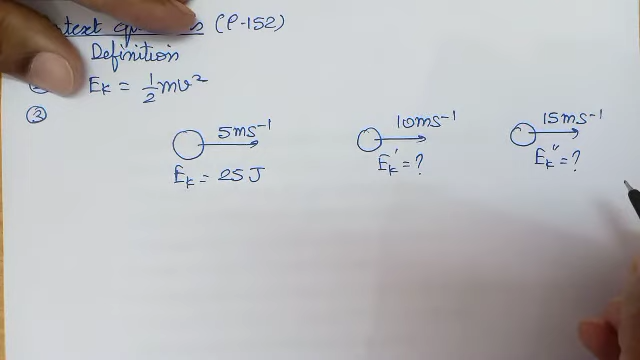 (P-152)
Definition
Eₖ = 1/2 mv²
③
5ms⁻¹ 10ms⁻¹ 15ms⁻¹
Eₖ = 25 J Eₖ' = ? Eₖ'' = ?